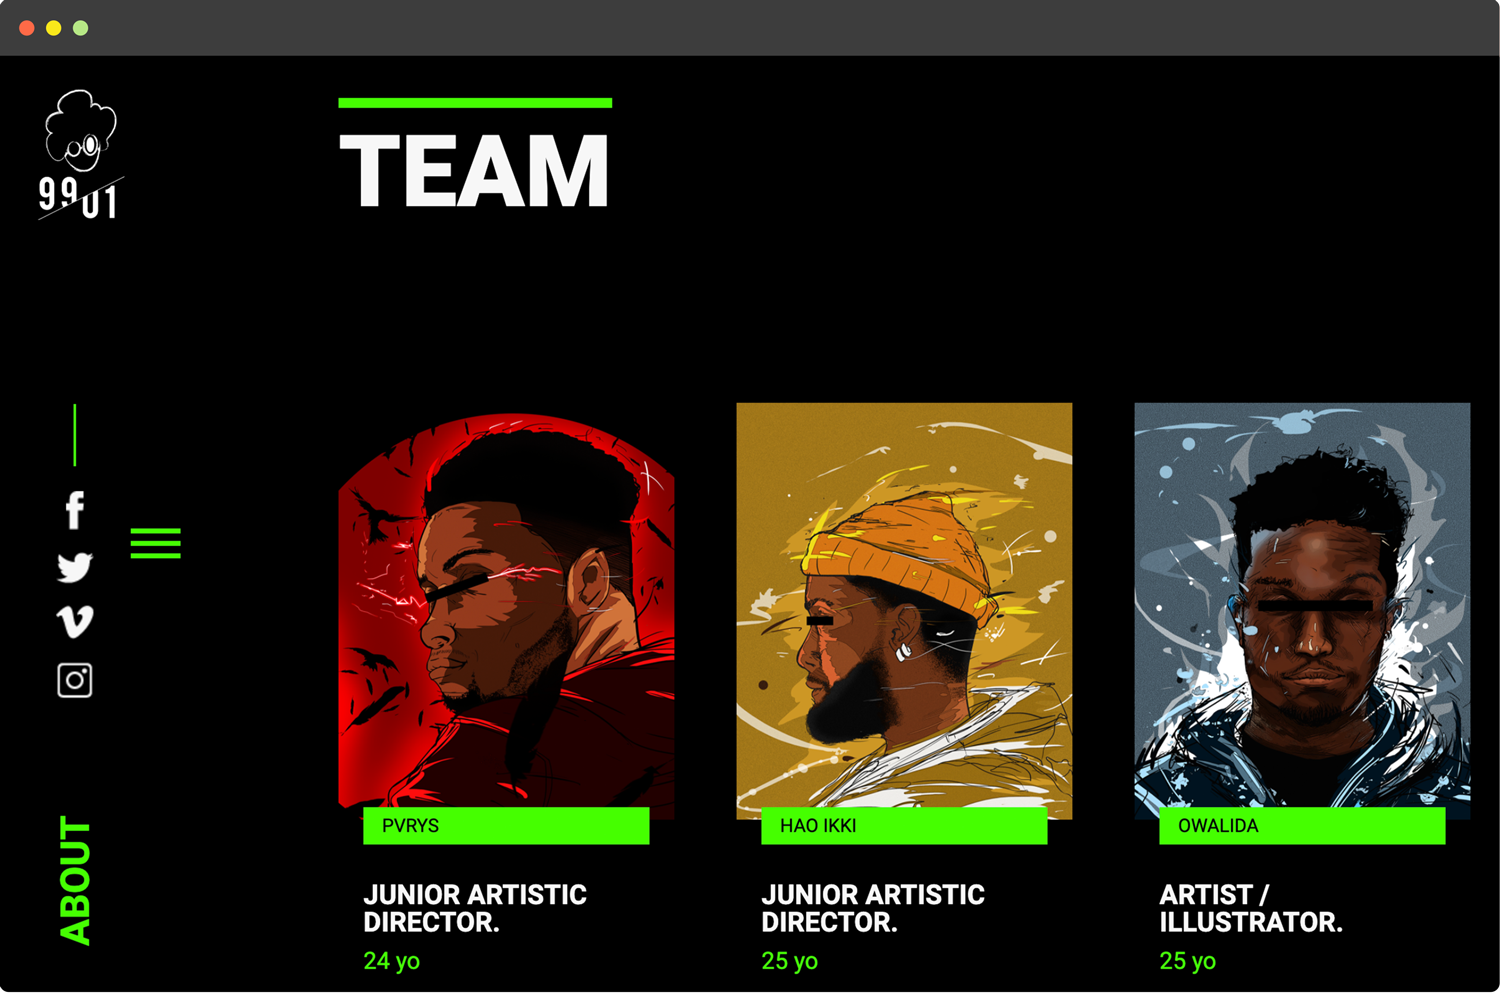 9901
TEAM
ABOUT
PVRYS
JUNIOR ARTISTIC
DIRECTOR.
24 yo
HAO IKKI
JUNIOR ARTISTIC
DIRECTOR.
25 yo
OWALIDA
ARTIST /
ILLUSTRATOR.
25 yo